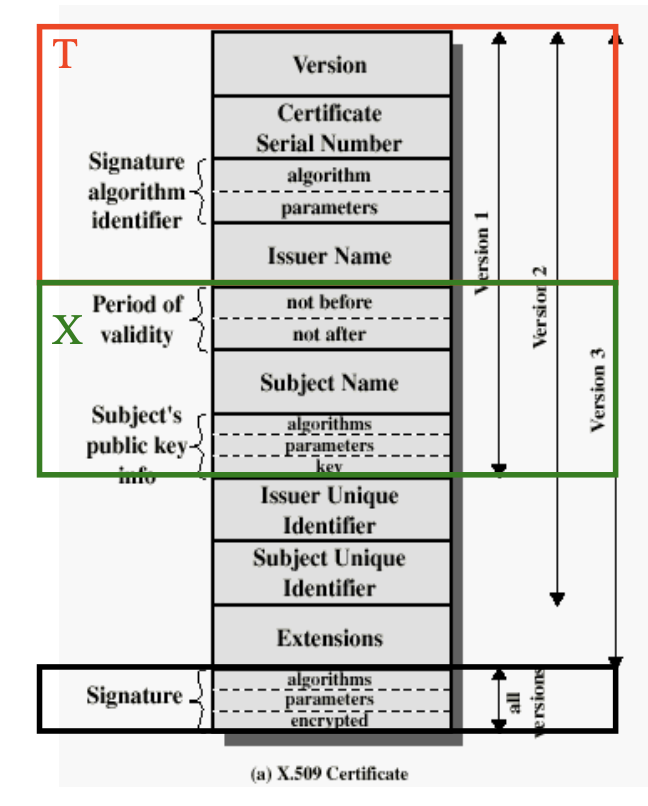 T
Version
Certificate
Serial Number
Signature
algorithm
identifier
algorithm
parameters
Issuer Name
Version 1
Version 2
Version 3
X
Period of
validity
not before
not after
Subject Name
Subject's
public key
info
algorithms
parameters
key
Issuer Unique
Identifier
Subject Unique
Identifier
Extensions
Signature
algorithms
parameters
encrypted
all
versions
(a) X.509 Certificate